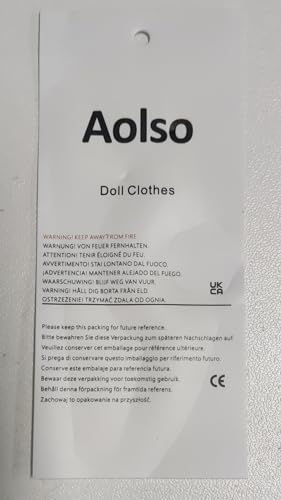 Aolso
Doll Clothes
WARNING! KEEP AWAY FROM FIRE.
WARNUNG! VON FEUER FERNHALTEN.
ATTENTION! TENIR ÉLOIGNÉ DU FEU.
AVVERTIMENTO! STAI LONTANO DAL FUOCO.
¡ADVERTENCIA! MANTENER ALEJADO DEL FUEGO.
WAARSCHUWING! BLIJF WEG VAN VUUR.
VARNING! HÅLL DIG BORTA FRÅN ELD.
OSTRZEŻENIE! TRZYMAĆ ZDALA OD OGNIA.
UK
CA
Please keep this packing for future reference.
Bitte bewahren Sie diese Verpackung zum späteren Nachschlagen auf
Veuillez conserver cet emballage pour référence ultérieure.
Si prega di conservare questo imballaggio per riferimento futuro.
Conserve este embalaje para referencia futura.
Bewaar deze verpakking voor toekomstig gebruik.
Behåll denna förpackning för framtida referens.
Zachowaj to opakowanie na przyszłość.
CE